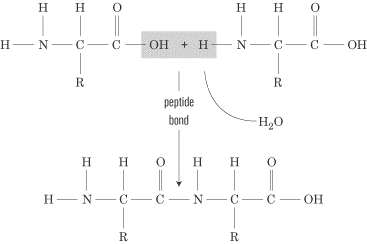 H H O H H O
H N C C OH + H N C C OH
R R
peptide
bond
H₂O
H H O H H O
H N C C N C C OH
R R